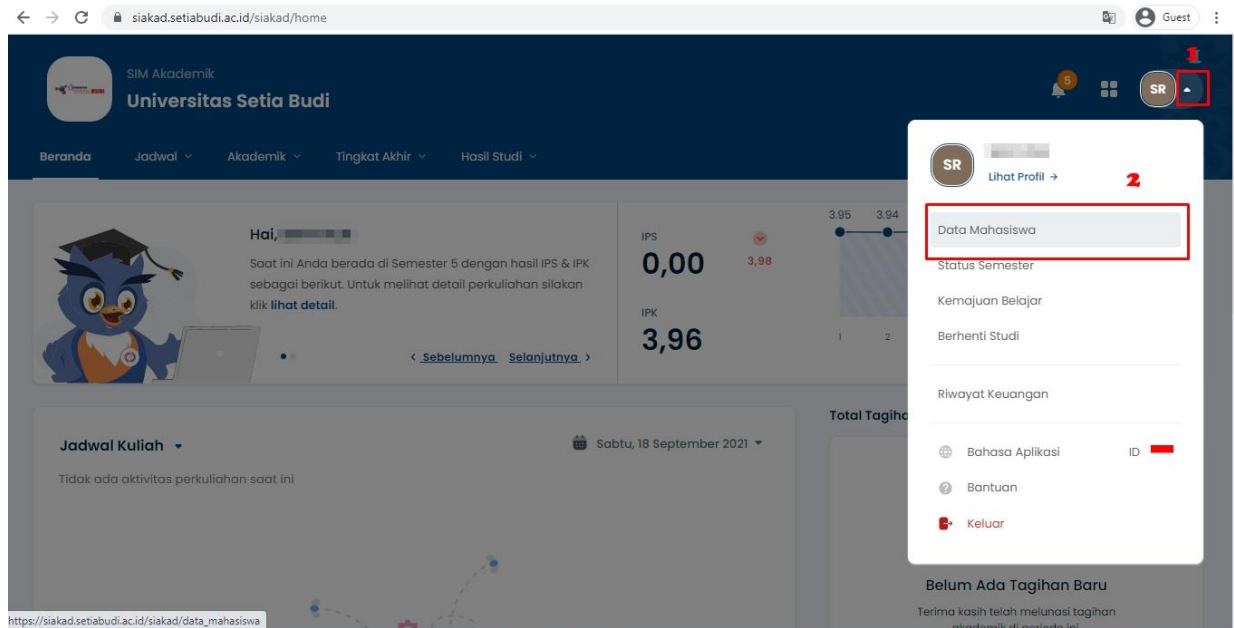 siakad.setiabudi.ac.id/siakad/home
Guest
1
SIM Akademik
Universitas Setia Budi
5
SR
Beranda Jadwal Akademik Tingkat Akhir Hasil Studi
SR
Lihat Profil →
2
Data Mahasiswa
Status Semester
Kemajuan Belajar
Berhenti Studi
Riwayat Keuangan
Bahasa Aplikasi ID
Bantuan
Keluar
Hai,
Saat ini Anda berada di Semester 5 dengan hasil IPS & IPK
sebagai berikut. Untuk melihat detail perkuliahan silakan
klik lihat detail.
< Sebelumnya Selanjutnya >
IPS
0,00 3,98
IPK
3,96
3.95 3.94
1 2
Jadwal Kuliah
Sabtu, 18 September 2021
Tidak ada aktivitas perkuliahan saat ini
Total Tagiha
Belum Ada Tagihan Baru
Terima kasih telah melunasi tagihan
akademik di periode ini
https://siakad.setiabudi.ac.id/siakad/data_mahasiswa